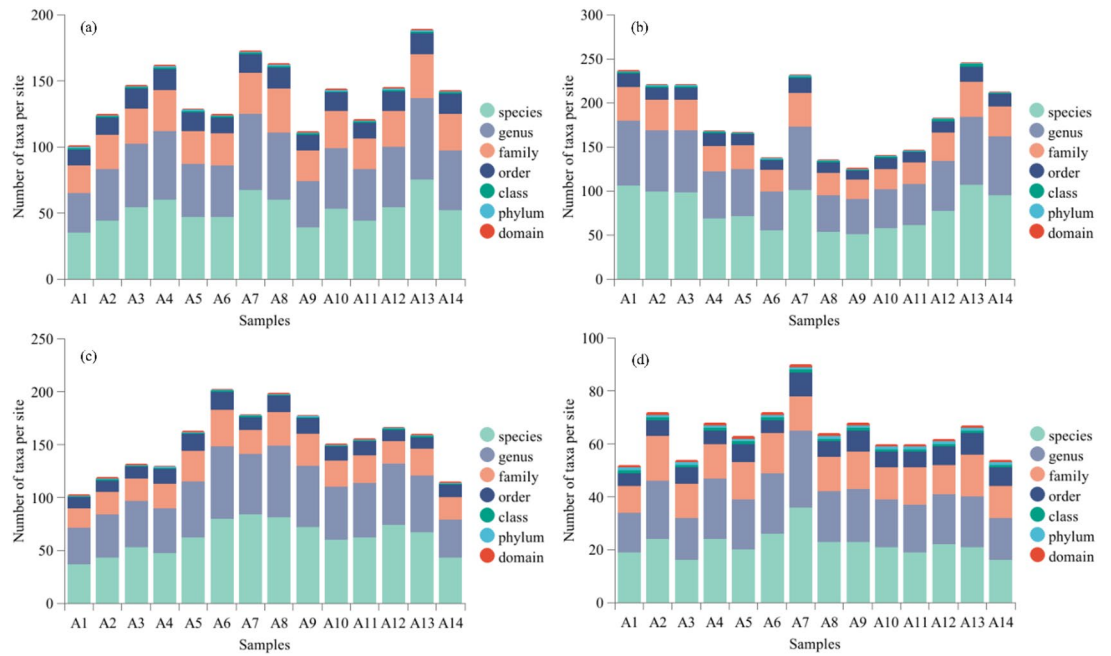 (a)
Number of taxa per site
200
150
100
50
0
A1 A2 A3 A4 A5 A6 A7 A8 A9 A10 A11 A12 A13 A14
Samples
species
genus
family
order
class
phylum
domain
(b)
Number of taxa per site
300
250
200
150
100
50
0
A1 A2 A3 A4 A5 A6 A7 A8 A9 A10 A11 A12 A13 A14
Samples
species
genus
family
order
class
phylum
domain
(c)
Number of taxa per site
250
200
150
100
50
0
A1 A2 A3 A4 A5 A6 A7 A8 A9 A10 A11 A12 A13 A14
Samples
species
genus
family
order
class
phylum
domain
(d)
Number of taxa per site
100
80
60
40
20
0
A1 A2 A3 A4 A5 A6 A7 A8 A9 A10 A11 A12 A13 A14
Samples
species
genus
family
order
class
phylum
domain